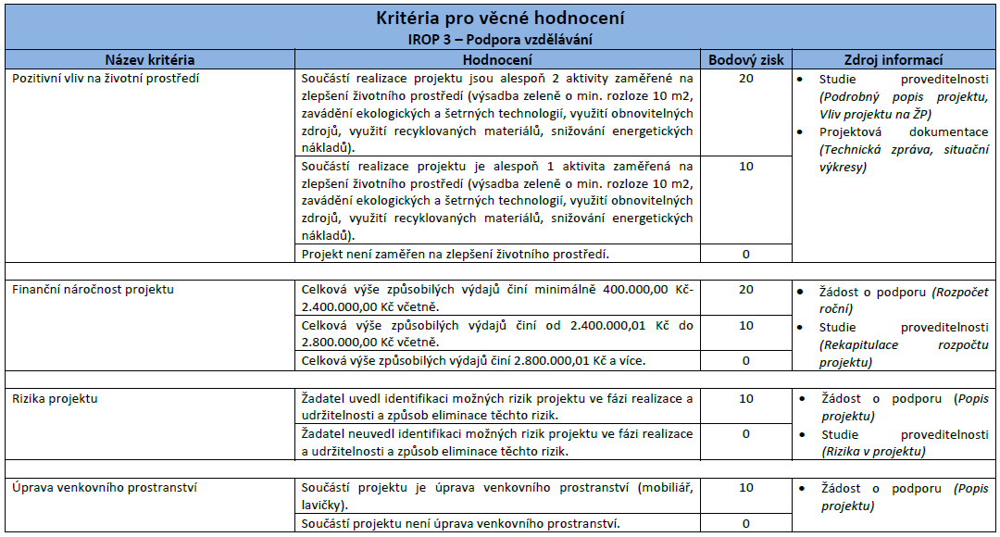 Kritéria pro věcné hodnocení
IROP 3 – Podpora vzdělávání
Název kritéria
Hodnocení
Bodový zisk
Zdroj informací
Pozitivní vliv na životní prostředí
Součástí realizace projektu jsou alespoň 2 aktivity zaměřené na
zlepšení životního prostředí (výsadba zeleně o min. rozloze 10 m2,
zavádění ekologických a šetrných technologií, využití obnovitelných
zdrojů, využití recyklovaných materiálů, snižování energetických
nákladů).
20
Součástí realizace projektu je alespoň 1 aktivita zaměřená na
zlepšení životního prostředí (výsadba zeleně o min. rozloze 10 m2,
zavádění ekologických a šetrných technologií, využití obnovitelných
zdrojů, využití recyklovaných materiálů, snižování energetických
nákladů).
10
Projekt není zaměřen na zlepšení životního prostředí.
0
• Studie proveditelnosti
(Podrobný popis projektu,
Vliv projektu na ŽP)
• Projektová dokumentace
(Technická zpráva, situační
výkresy)
Finanční náročnost projektu
Celková výše způsobilých výdajů činí minimálně 400.000,00 Kč-
2.400.000,00 Kč včetně.
20
Celková výše způsobilých výdajů činí od 2.400.000,01 Kč do
2.800.000,00 Kč včetně.
10
Celková výše způsobilých výdajů činí 2.800.000,01 Kč a více.
0
• Žádost o podporu (Rozpočet
roční)
• Studie proveditelnosti
(Rekapitulace rozpočtu
projektu)
Rizika projektu
Žadatel uvedl identifikaci možných rizik projektu ve fázi realizace a
udržitelnosti a způsob eliminace těchto rizik.
10
Žadatel neuvedl identifikaci možných rizik projektu ve fázi realizace
a udržitelnosti a způsob eliminace těchto rizik.
0
• Žádost o podporu (Popis
projektu)
• Studie proveditelnosti
(Rizika v projektu)
Úprava venkovního prostranství
Součástí projektu je úprava venkovního prostranství (mobiliář,
lavičky).
10
Součástí projektu není úprava venkovního prostranství.
0
• Žádost o podporu (Popis
projektu)